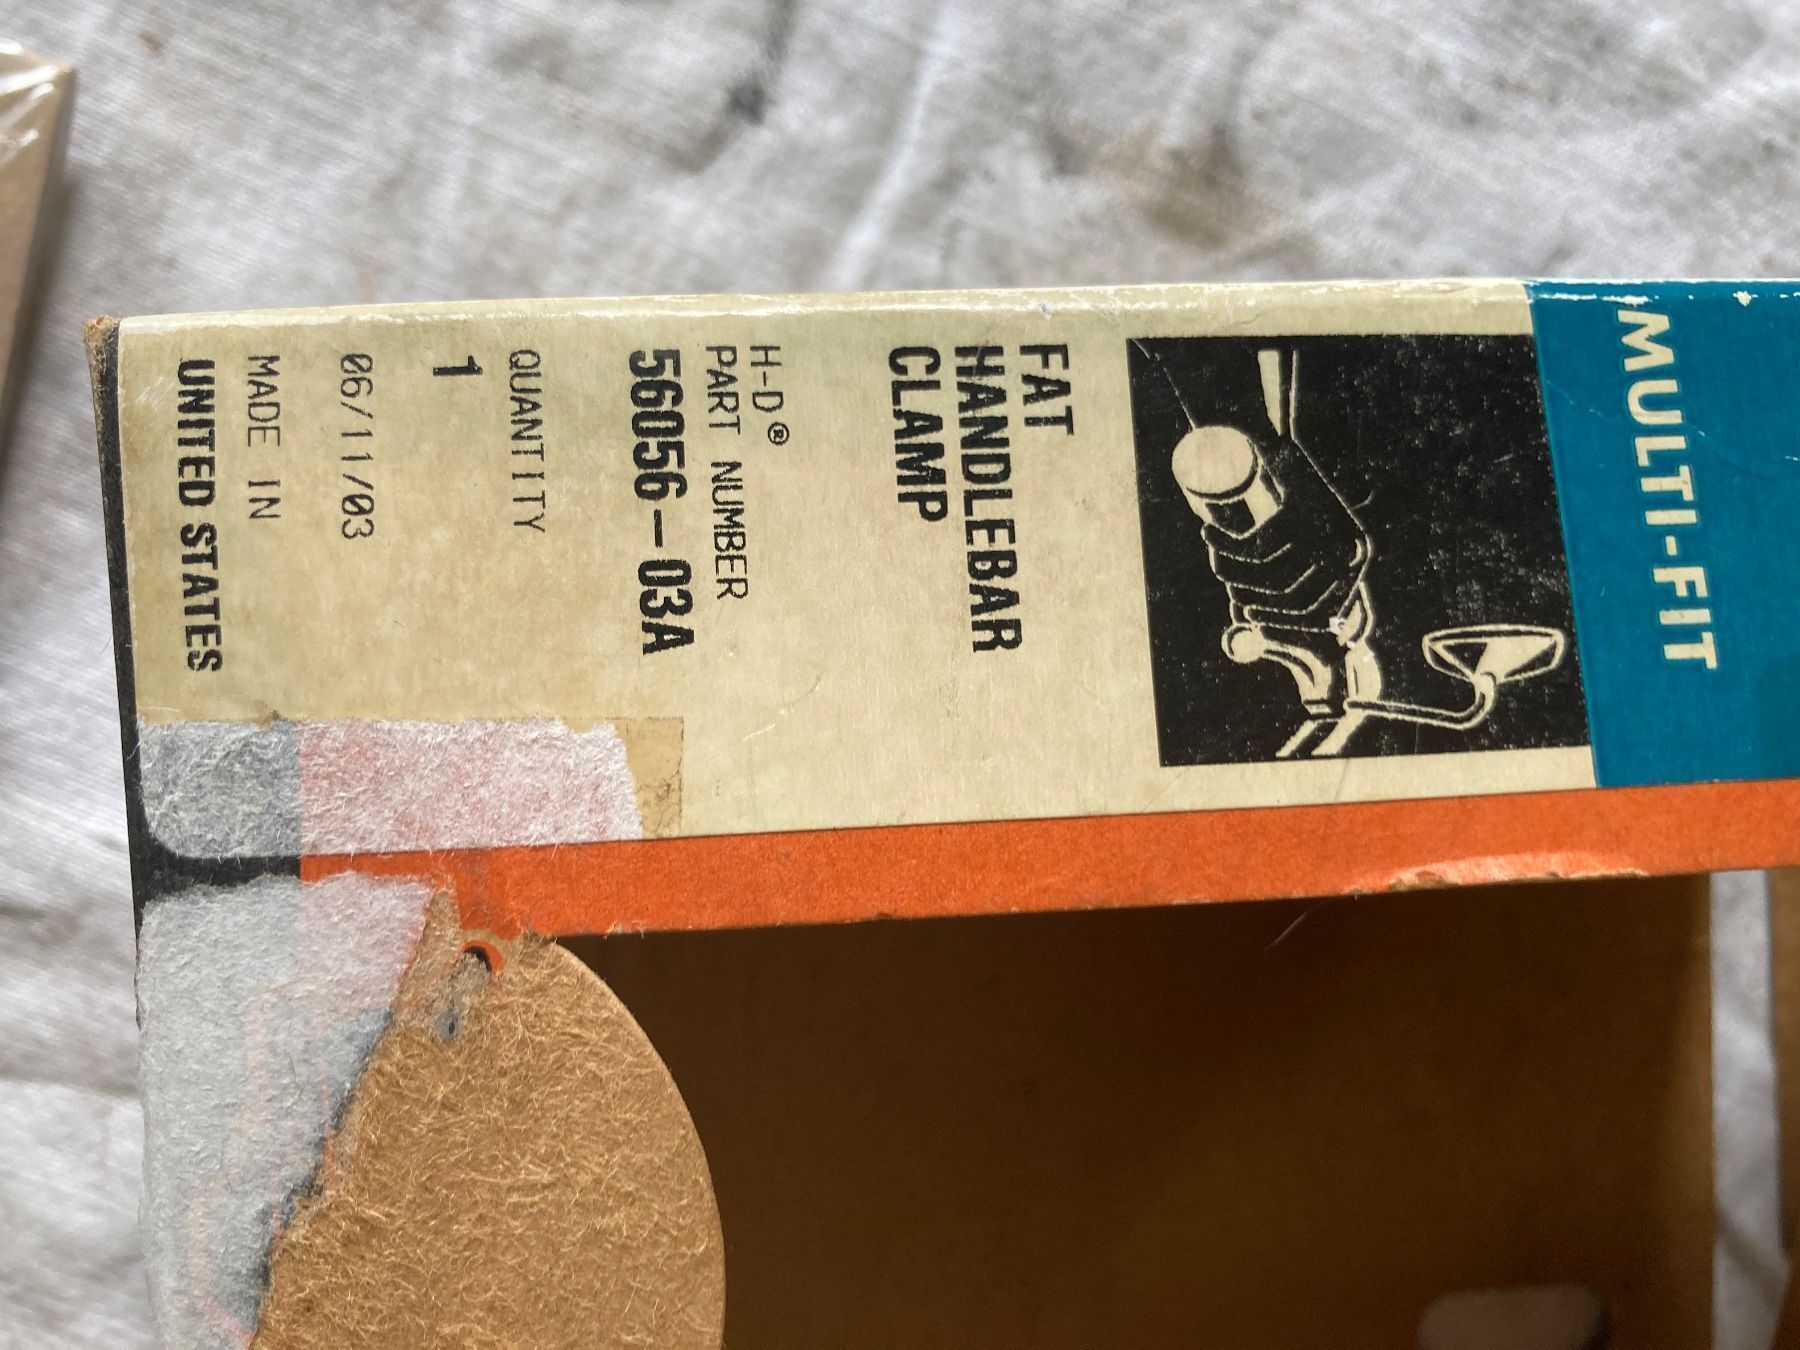 MULTI-FIT
FAT
HANDLEBAR
CLAMP
H-D®
PART NUMBER
56056-03A
QUANTITY
1
06/11/03
MADE IN
UNITED STATES